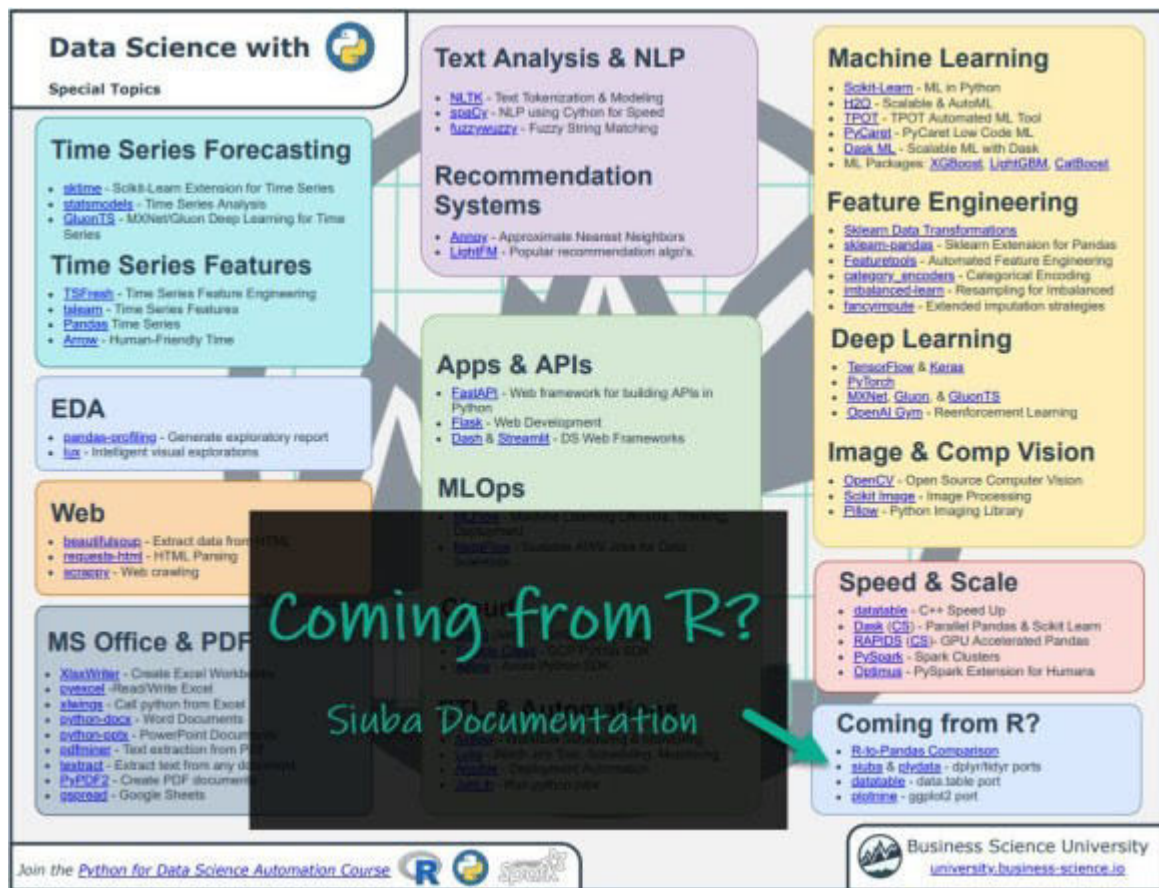 Data Science with
Special Topics
Time Series Forecasting
• sktime - Scikit-Learn Extension for Time Series
• statsmodels - Time Series Analysis
• GluonTS - MXNet/Gluon Deep Learning for Time
Series
Time Series Features
• TSFresh - Time Series Feature Engineering
• talearn - Time Series Features
• Pandas Time Series
• Arrow - Human-Friendly Time
EDA
• pandas-profiling - Generate exploratory report
• lux - Intelligent visual explorations
Web
• beautifulsoup - Extract data from HTML
• requests-html - HTML Parsing
• scrappy - Web crawling
MS Office & PDF
• XlsxWriter - Create Excel Workbooks
• pyexcel -Read/Write Excel
• xlwings - Call python from Excel
• python-docx - Word Documents
• python-pptx - PowerPoint Documents
• pdfminer - Text extraction from PDF
• textract - Extract text from any document
• PyPDF2 - Create PDF documents
• gspread - Google Sheets
Text Analysis & NLP
• NLTK - Text Tokenization & Modeling
• spaCy - NLP using Cython for Speed
• fuzzywuzzy - Fuzzy String Matching
Recommendation
Systems
• Annoy - Approximate Nearest Neighbors
• LightFM - Popular recommendation algo's.
Apps & APIs
• FastAPI - Web framework for building APIs in
Python
• Flask - Web Development
• Dash & Streamlit - DS Web Frameworks
MLOps
Cloud
ETL & Automations
Coming from R?
Siuba Documentation
Machine Learning
• Scikit-Learn - ML in Python
• H2O - Scalable & AutoML
• TPOT - TPOT Automated ML Tool
• PyCaret - PyCaret Low Code ML
• Dask ML - Scalable ML with Dask
• ML Packages: XGBoost, LightGBM, CatBoost,
Feature Engineering
• Sklearn Data Transformations
• sklearn-pandas - Sklearn Extension for Pandas
• Featuretools - Automated Feature Engineering
• category_encoders - Categorical Encoding
• imbalanced-learn - Resampling for Imbalanced
• fancyimpute - Extended imputation strategies
Deep Learning
• TensorFlow & Keras
• PyTorch
• MXNet, Gluon, & GluonTS
• OpenAI Gym - Reenforcement Learning
Image & Comp Vision
• OpenCV - Open Source Computer Vision
• Scikit Image - Image Processing
• Pillow - Python Imaging Library
Speed & Scale
• datatable - C++ Speed Up
• Dask (CS) - Parallel Pandas & Scikit Learn
• RAPIDS (CS)- GPU Accelerated Pandas
• PySpark - Spark Clusters
• Optimus - PySpark Extension for Humans
Coming from R?
• R-to-Pandas Comparison
• siuba & plydata - dplyr/tidyr ports
• datatable - data.table port
• plotnine - ggplot2 port
Join the Python for Data Science Automation Course
R
Spark
Business Science University
university.business-science.io